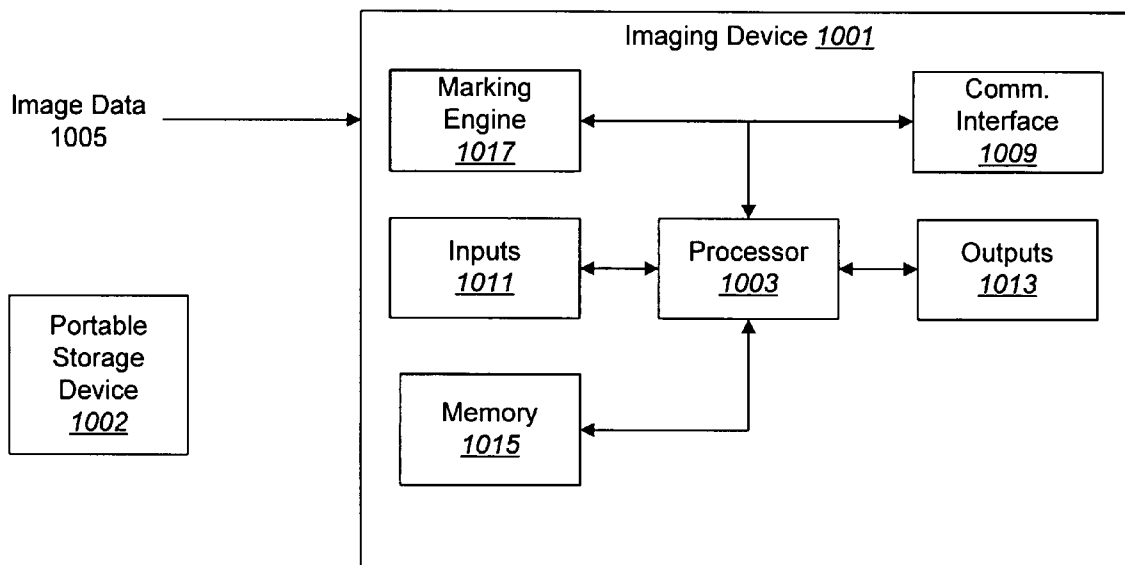 Imaging Device 1001
Image Data
1005
Marking
Engine
1017
Comm.
Interface
1009
Inputs
1011
Processor
1003
Outputs
1013
Portable
Storage
Device
1002
Memory
1015